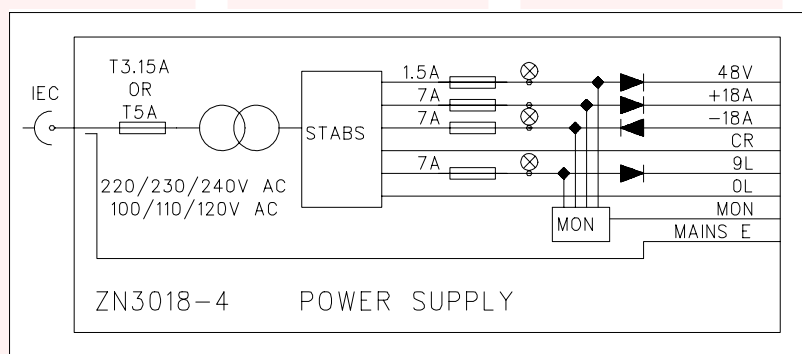 T3.15A
OR
T5A
IEC
220/230/240V AC
100/110/120V AC
STABS
1.5A
7A
7A
7A
48V
+18A
-18A
CR
9L
0L
MON
MON
MAINS E
ZN3018-4 POWER SUPPLY